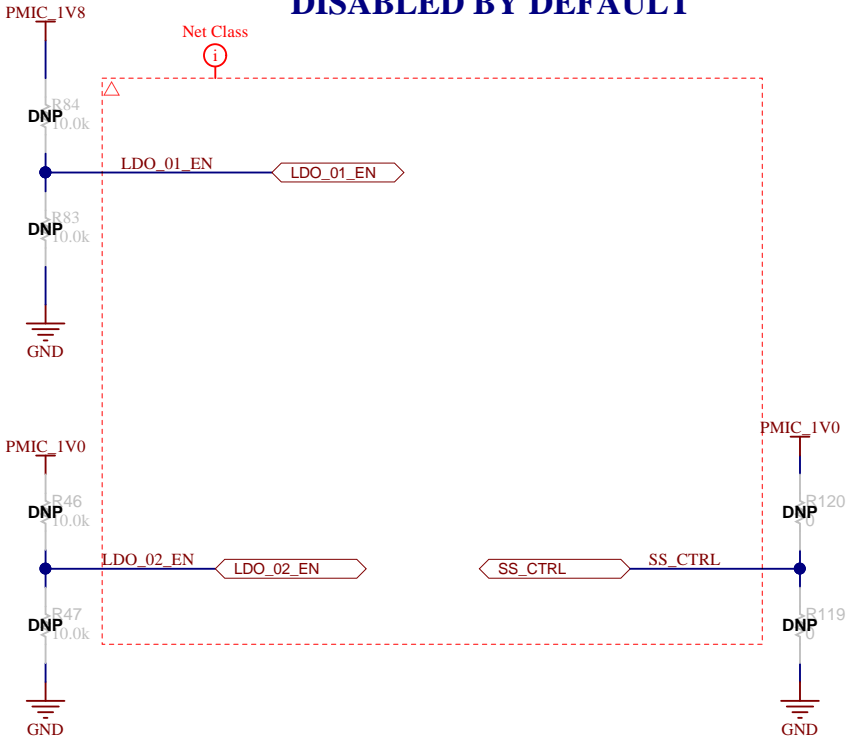 DISABLED BY DEFAULT
PMIC_1V8
Net Class
i
R84
DNP
10.0k
LDO_01_EN
LDO_01_EN
R83
DNP
10.0k
GND
PMIC_1V0
PMIC_1V0
R46
DNP
10.0k
R120
DNP
0
LDO_02_EN
LDO_02_EN
SS_CTRL
SS_CTRL
R47
DNP
10.0k
R119
DNP
0
GND
GND